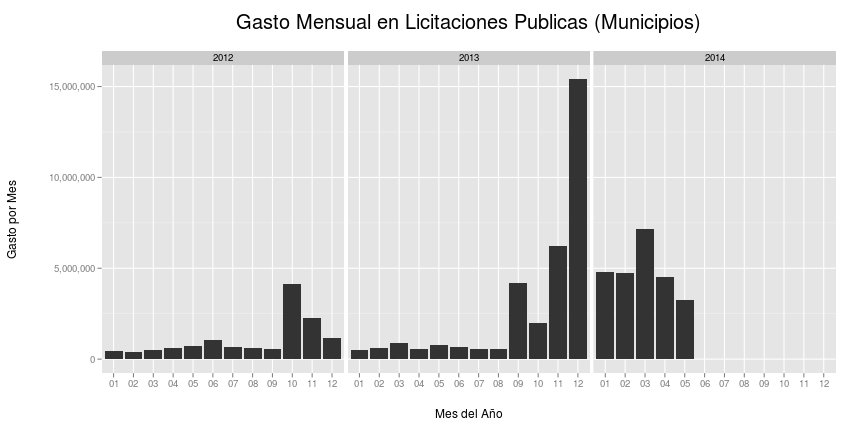 Gasto Mensual en Licitaciones Publicas (Municipios)
2012 2013 2014
15,000,000
10,000,000
5,000,000
0
Gasto por Mes
01 02 03 04 05 06 07 08 09 10 11 12 01 02 03 04 05 06 07 08 09 10 11 12 01 02 03 04 05 06 07 08 09 10 11 12
Mes del Año